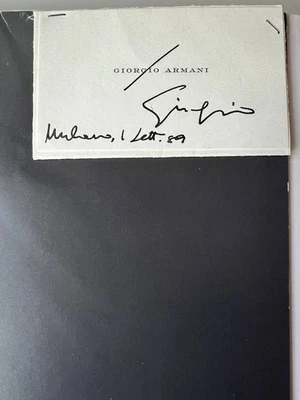 GIORGIO ARMANI
Giorgio
Milano, 1 Sett. 89